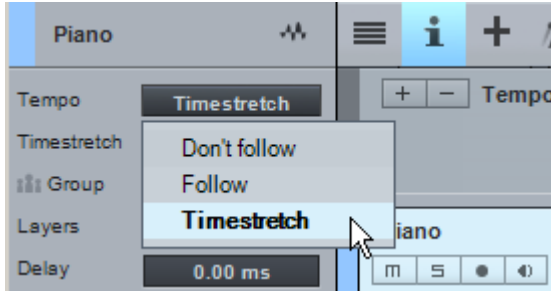 Piano
Tempo
Timestretch
Timestretch
Group
Layers
Delay
0.00 ms
Don't follow
Follow
Timestretch
i
+ − Tempo
iano
m S